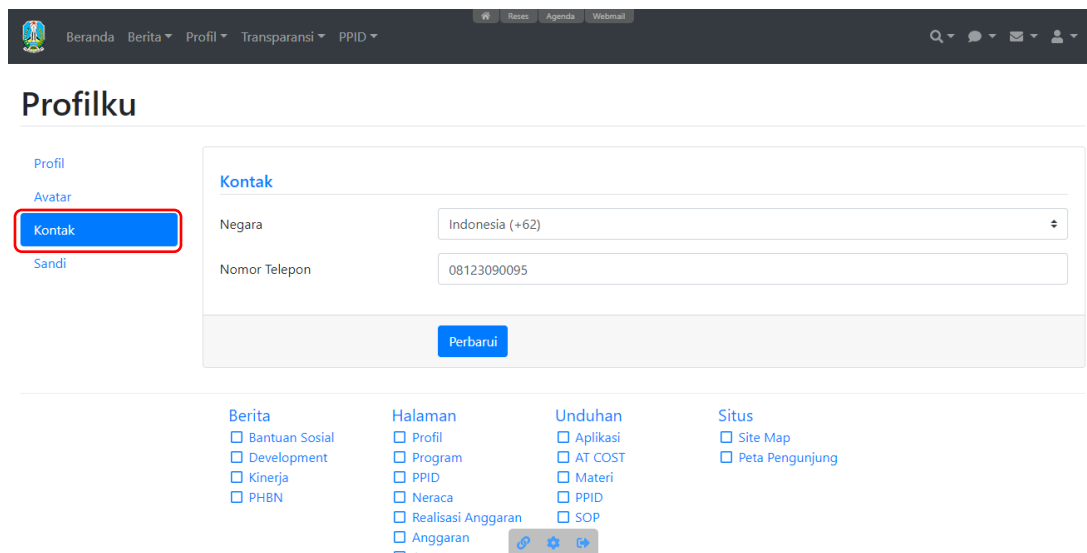 Reses Agenda Webmail
Beranda Berita Profil Transparansi PPID
Profilku
Profil
Avatar
Kontak
Sandi
Kontak
Negara
Indonesia (+62)
Nomor Telepon
08123090095
Perbarui
Berita
Bantuan Sosial
Development
Kinerja
PHBN
Halaman
Profil
Program
PPID
Neraca
Realisasi Anggaran
Anggaran
Unduhan
Aplikasi
AT COST
Materi
PPID
SOP
Situs
Site Map
Peta Pengunjung